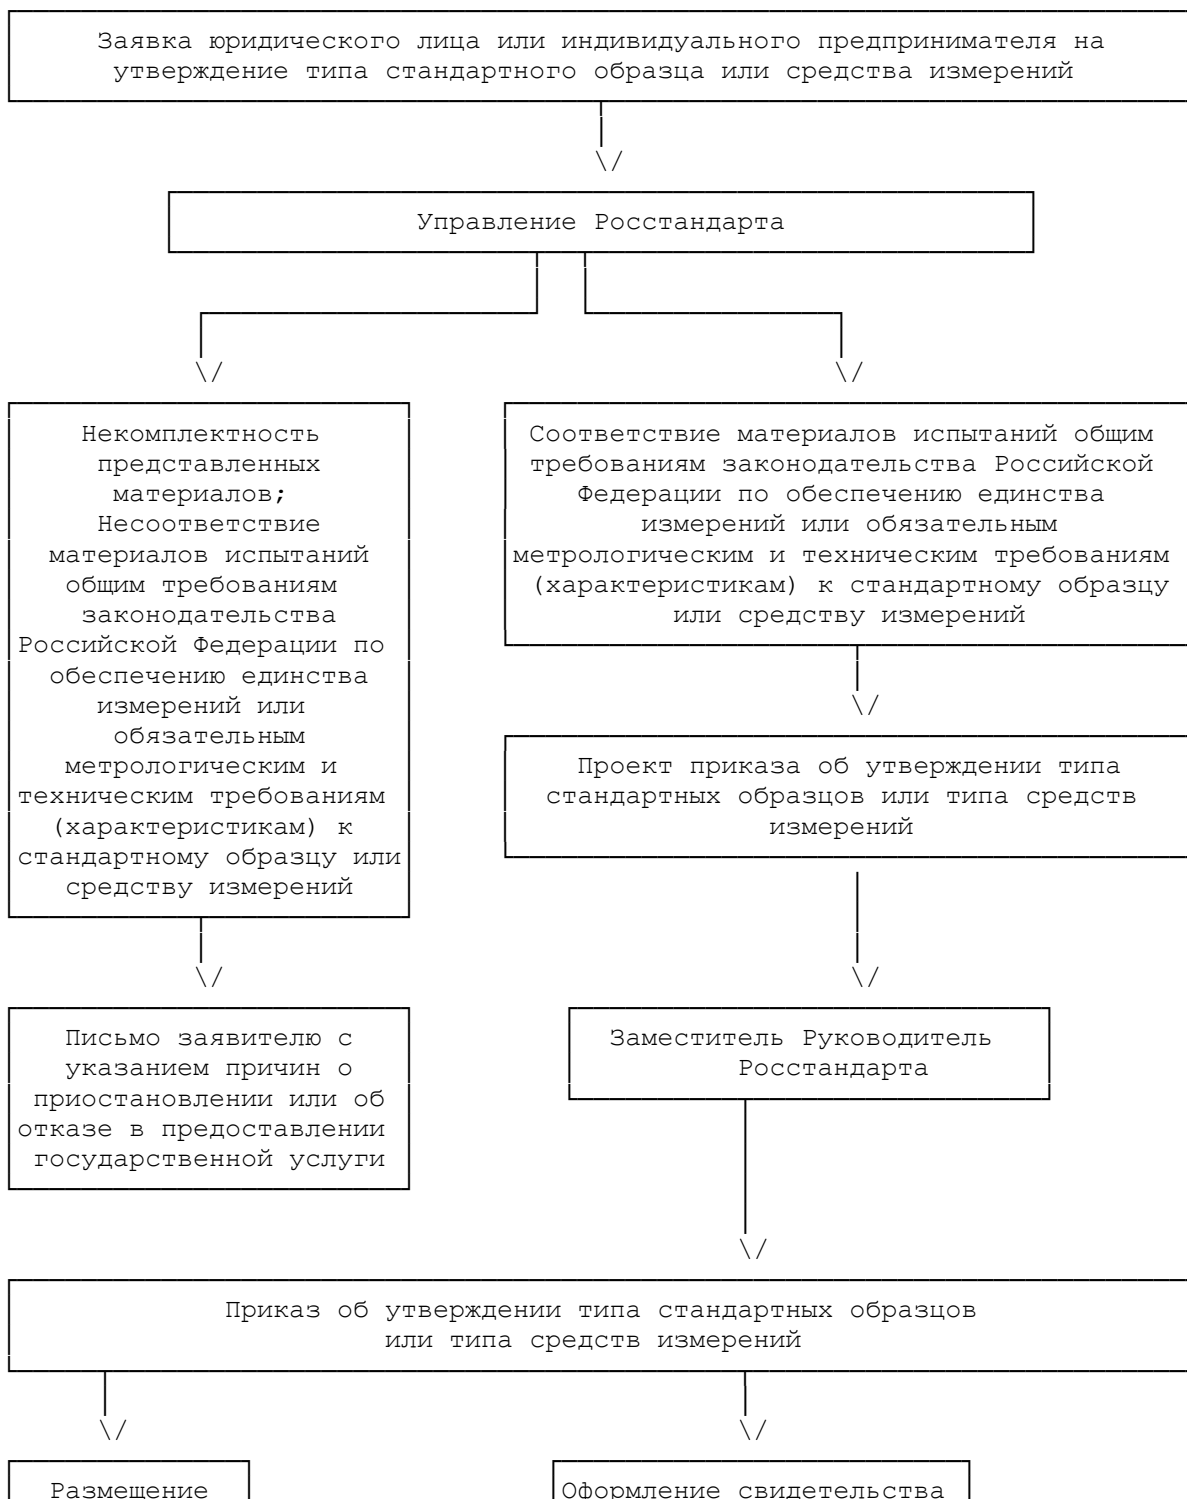 Заявка юридического лица или индивидуального предпринимателя на
утверждение типа стандартного образца или средства измерений
Управление Росстандарта
Некомплектность
представленных
материалов;
Несоответствие
материалов испытаний
общим требованиям
законодательства
Российской Федерации по
обеспечению единства
измерений или
обязательным
метрологическим и
техническим требованиям
(характеристикам) к
стандартному образцу или
средству измерений
Соответствие материалов испытаний общим
требованиям законодательства Российской
Федерации по обеспечению единства
измерений или обязательным
метрологическим и техническим требованиям
(характеристикам) к стандартному образцу
или средству измерений
Проект приказа об утверждении типа
стандартных образцов или типа средств
измерений
Письмо заявителю с
указанием причин о
приостановлении или об
отказе в предоставлении
государственной услуги
Заместитель Руководитель
Росстандарта
Приказ об утверждении типа стандартных образцов
или типа средств измерений
Размещение
Оформление свидетельства